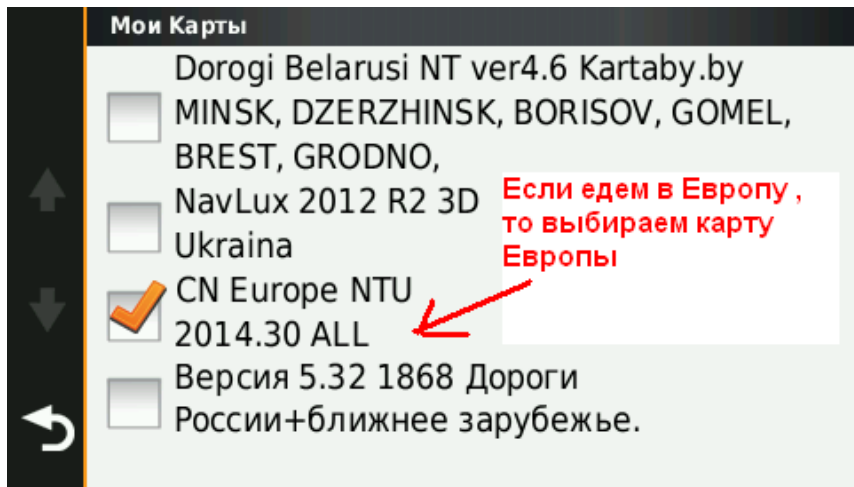 Мои Карты
Dorogi Belarusi NT ver4.6 Kartaby.by
MINSK, DZERZHINSK, BORISOV, GOMEL,
BREST, GRODNO,
NavLux 2012 R2 3D
Ukraina
CN Europe NTU
2014.30 ALL
Версия 5.32 1868 Дороги
России+ближнее зарубежье.
Если едем в Европу ,
то выбираем карту
Европы